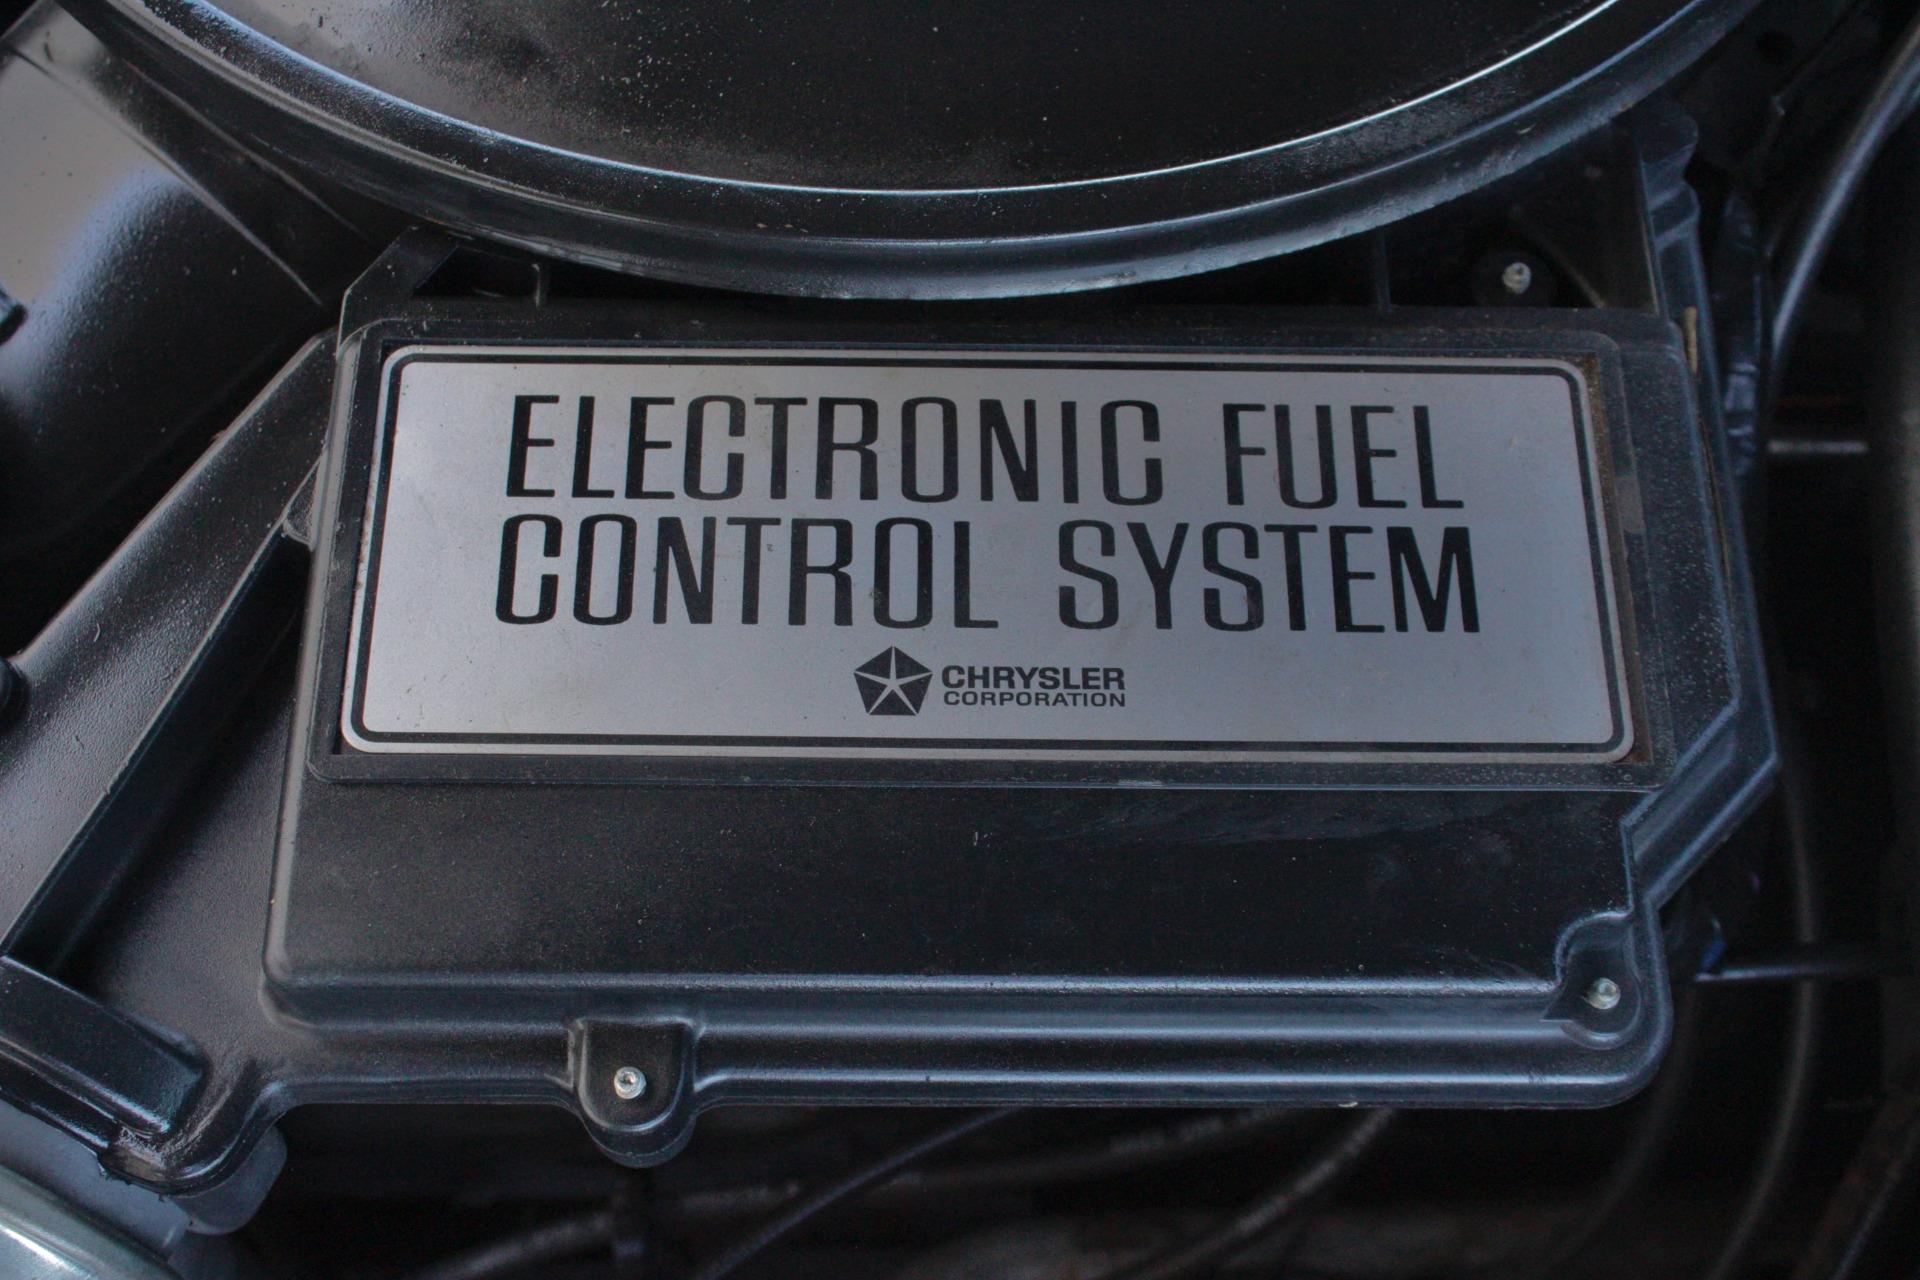 ELECTRONIC FUEL
CONTROL SYSTEM
CHRYSLER
CORPORATION